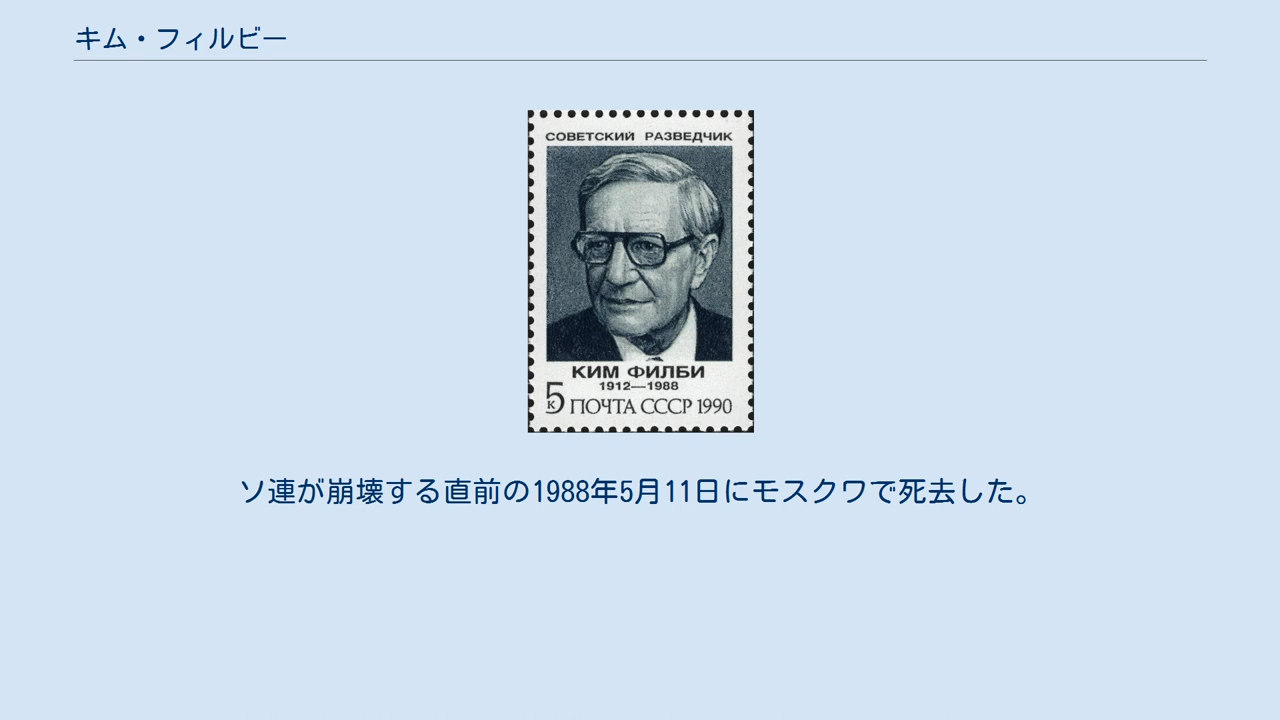 キム・フィルビー
СОВЕТСКИЙ РАЗВЕДЧИК
КИМ ФИЛБИ
1912—1988
5к ПОЧТА СССР 1990
ソ連が崩壊する直前の1988年5月11日にモスクワで死去した。